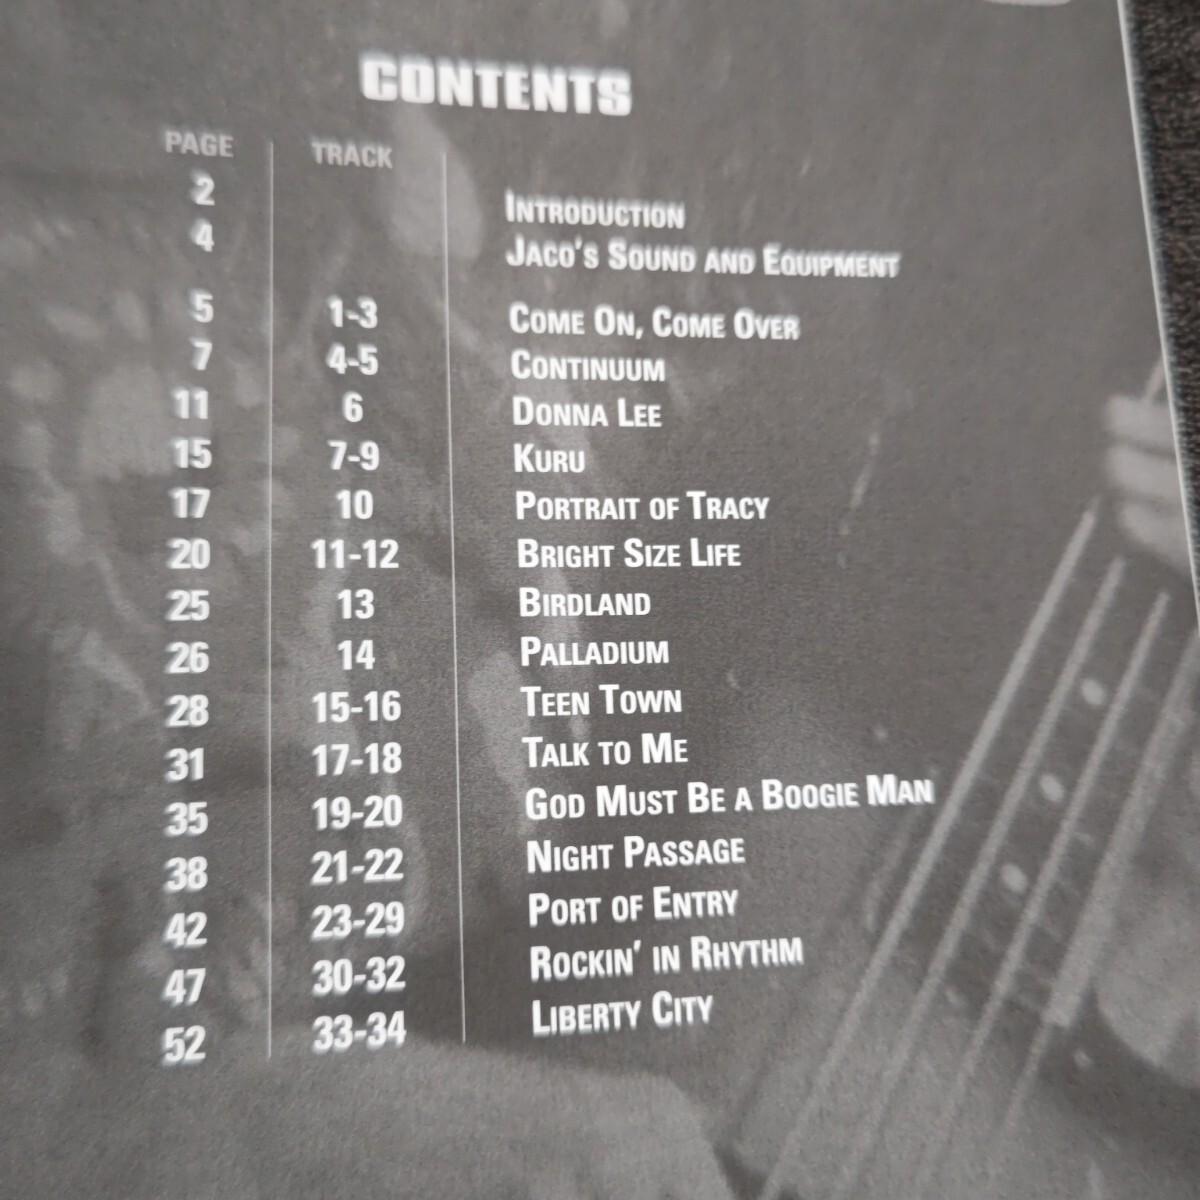 CONTENTS
PAGE TRACK
2 INTRODUCTION
4 JACO'S SOUND AND EQUIPMENT
5 1-3 COME ON, COME OVER
7 4-5 CONTINUUM
11 6 DONNA LEE
15 7-9 KURU
17 10 PORTRAIT OF TRACY
20 11-12 BRIGHT SIZE LIFE
25 13 BIRDLAND
26 14 PALLADIUM
28 15-16 TEEN TOWN
31 17-18 TALK TO ME
35 19-20 GOD MUST BE A BOOGIE MAN
38 21-22 NIGHT PASSAGE
42 23-29 PORT OF ENTRY
47 30-32 ROCKIN' IN RHYTHM
52 33-34 LIBERTY CITY